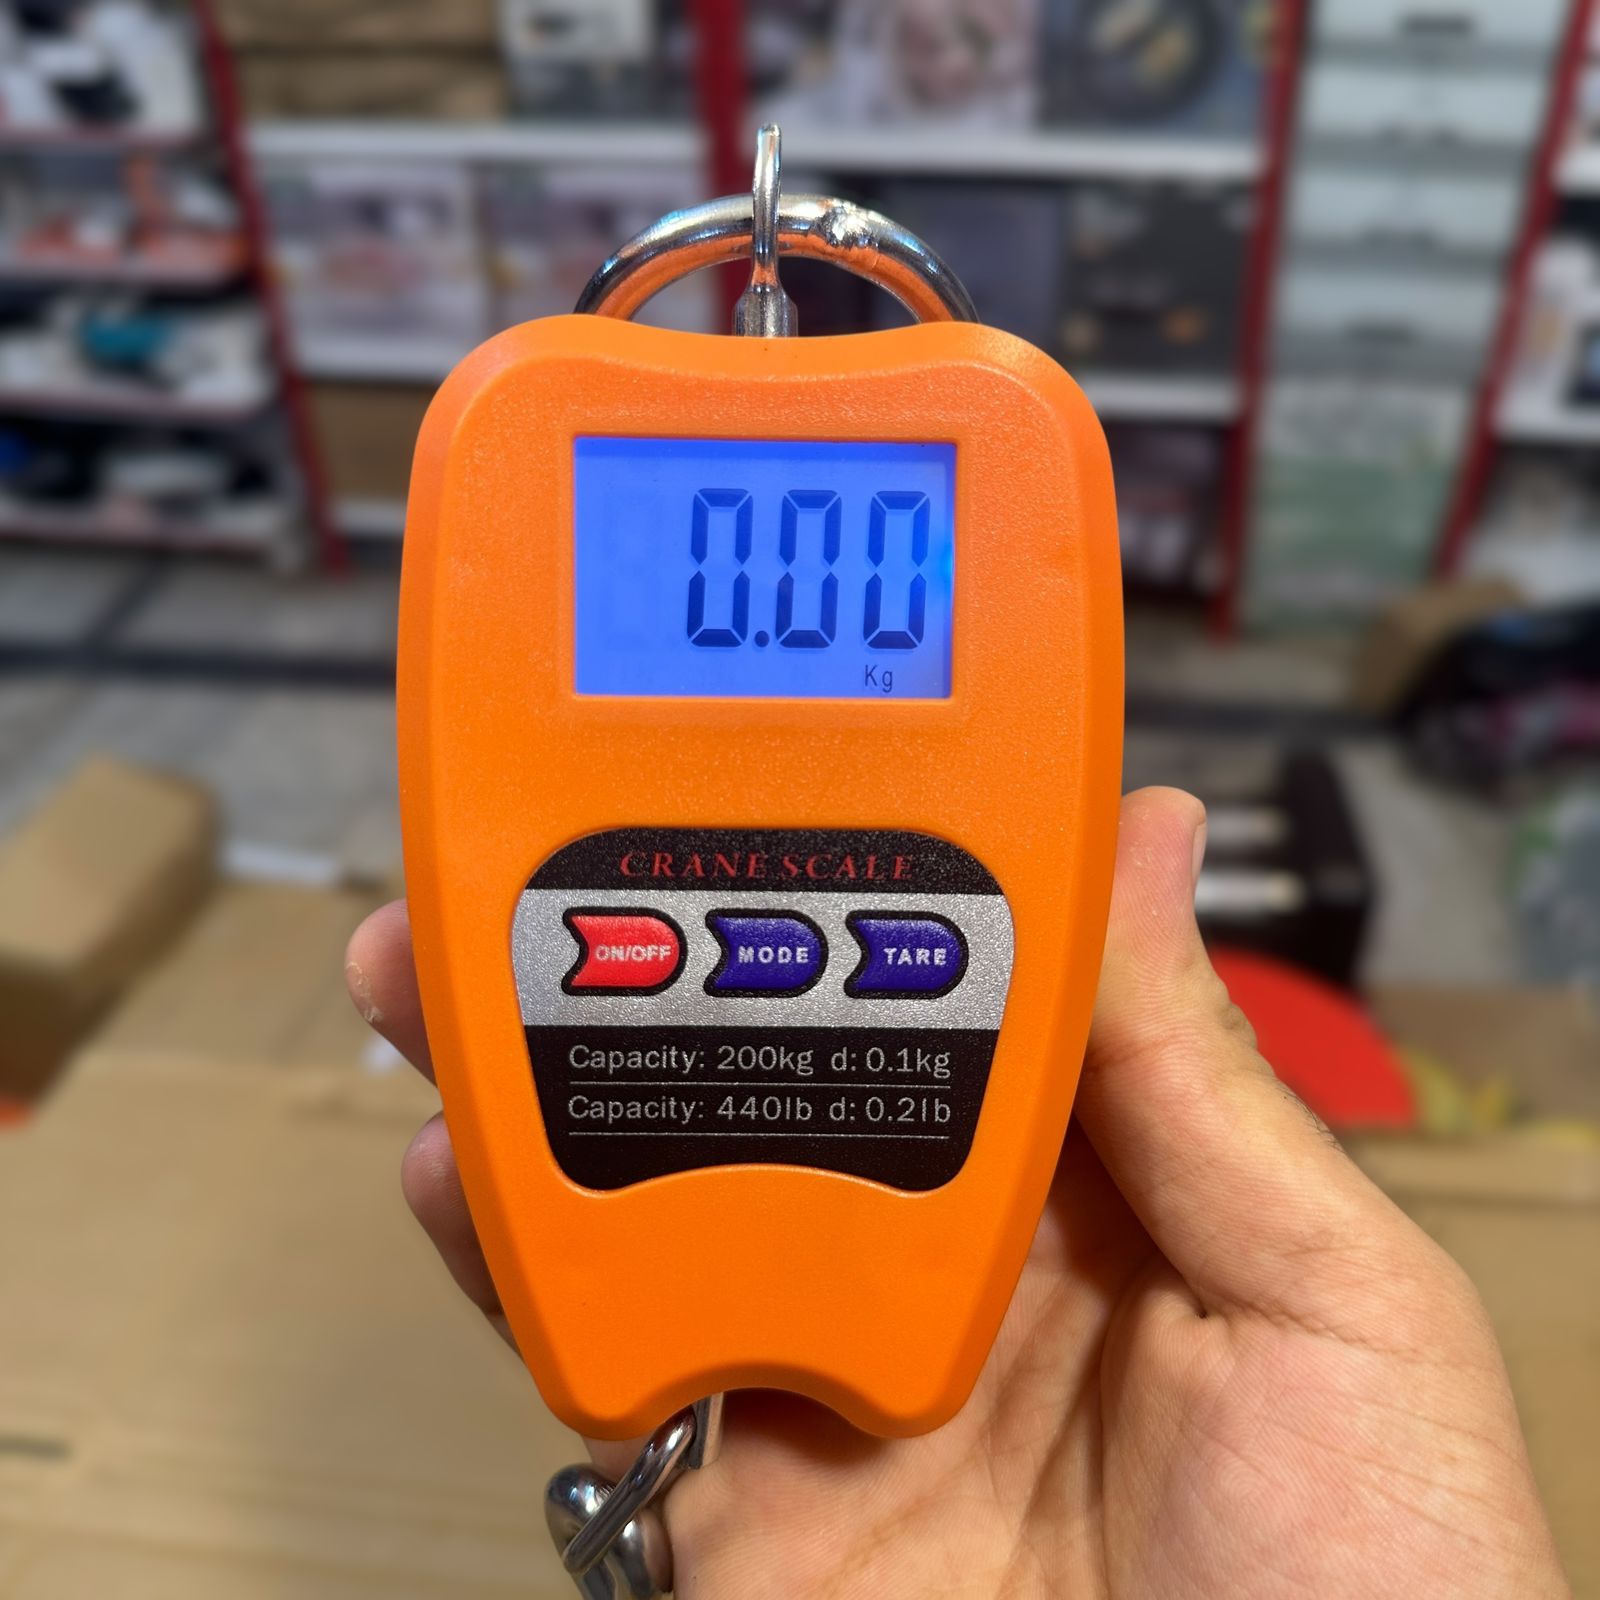 0.00
Kg
CRANE SCALE
ON/OFF MODE TARE
Capacity: 200kg d: 0.1kg
Capacity: 440lb d: 0.2lb